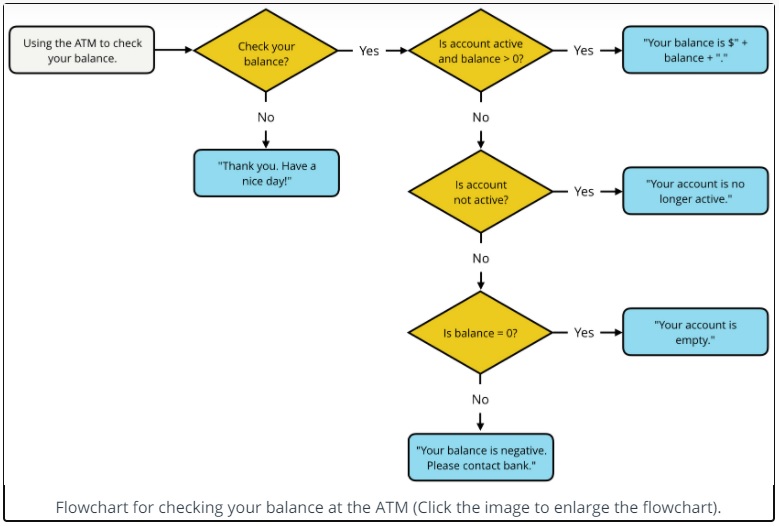 Using the ATM to check
your balance.
Check your
balance?
Yes
Is account active
and balance > 0?
Yes
"Your balance is $" +
balance + "."
No
"Thank you. Have a
nice day!"
No
Is account
not active?
Yes
"Your account is no
longer active."
No
Is balance = 0?
Yes
"Your account is
empty."
No
"Your balance is negative.
Please contact bank."
Flowchart for checking your balance at the ATM (Click the image to enlarge the flowchart).